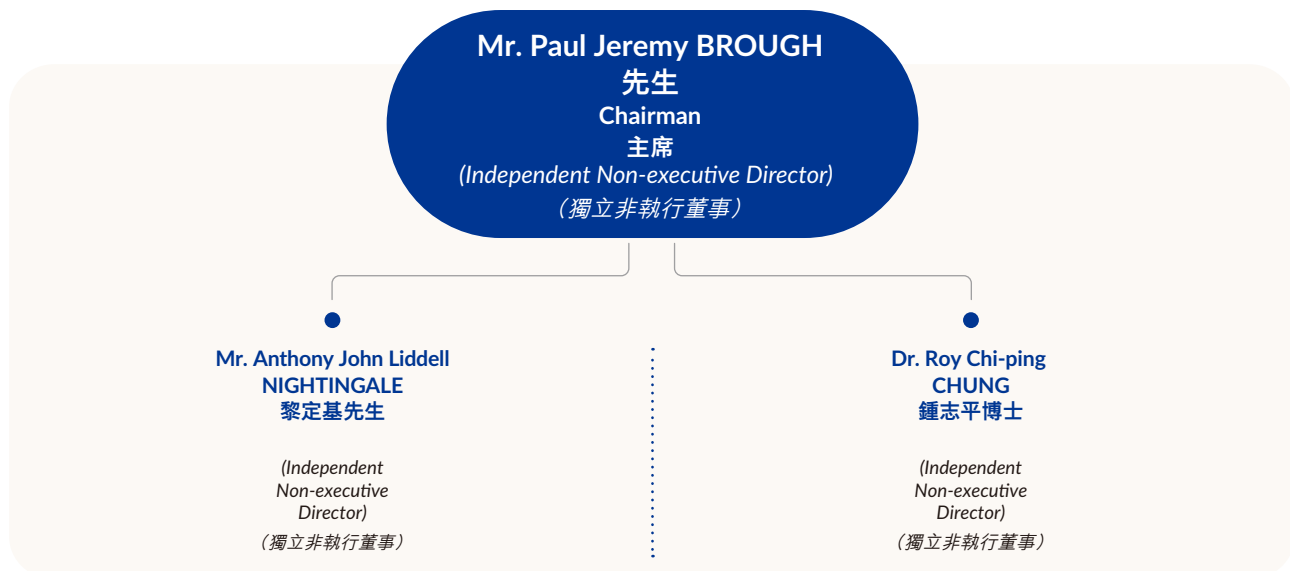 Mr. Paul Jeremy BROUGH
先生
Chairman
主席
(Independent Non-executive Director)
（獨立非執行董事）
Mr. Anthony John Liddell
NIGHTINGALE
黎定基先生
(Independent
Non-executive
Director)
（獨立非執行董事）
Dr. Roy Chi-ping
CHUNG
鍾志平博士
(Independent
Non-executive
Director)
（獨立非執行董事）